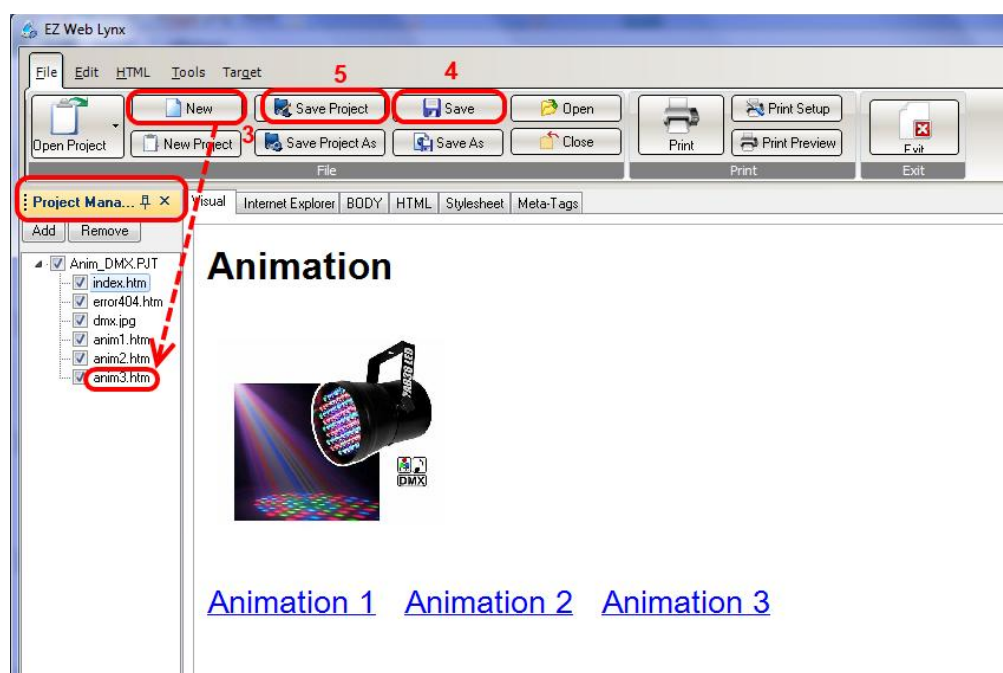 EZ Web Lynx
File Edit HTML Tools Target
5 4
New Save Project Save Open Print Setup
Open Project New Project 3 Save Project As Save As Close Print Print Preview Exit
File Print Exit
Project Mana... Visual Internet Explorer BODY HTML Stylesheet Meta-Tags
Add Remove
Anim_DMX.PJT
index.htm
error404.htm
dmx.jpg
anim1.htm
anim2.htm
anim3.htm
Animation
DMX
Animation 1 Animation 2 Animation 3